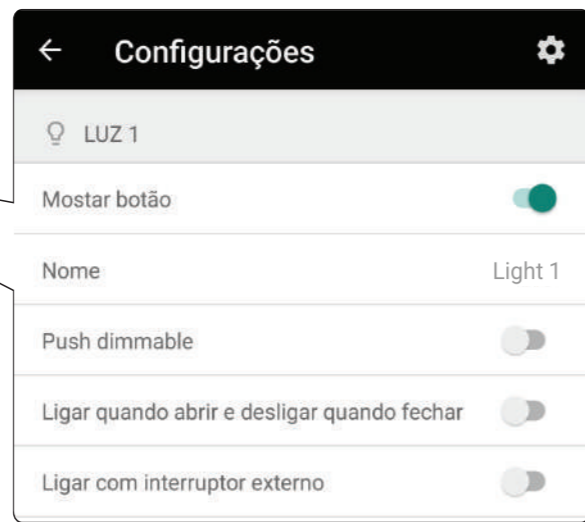 Configurações
LUZ 1
Mostar botão
Nome Light 1
Push dimmable
Ligar quando abrir e desligar quando fechar
Ligar com interruptor externo